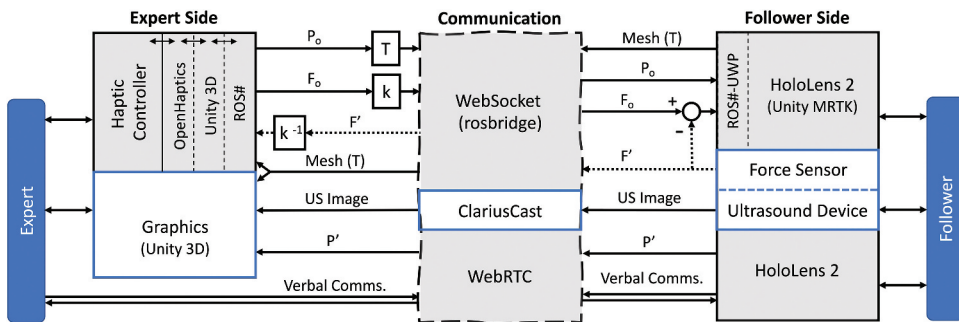 Expert Side
Communication
Follower Side
Expert
Haptic
Controller
OpenHaptics
Unity 3D
ROS#
Graphics
(Unity 3D)
Pₒ
T
Fₒ
k
F'
k⁻¹
Mesh (T)
US Image
P'
Verbal Comms.
WebSocket
(rosbridge)
ClariusCast
WebRTC
Mesh (T)
Pₒ
Fₒ
+
−
F'
US Image
P'
Verbal Comms.
ROS#-UWP
HoloLens 2
(Unity MRTK)
Force Sensor
Ultrasound Device
HoloLens 2
Follower